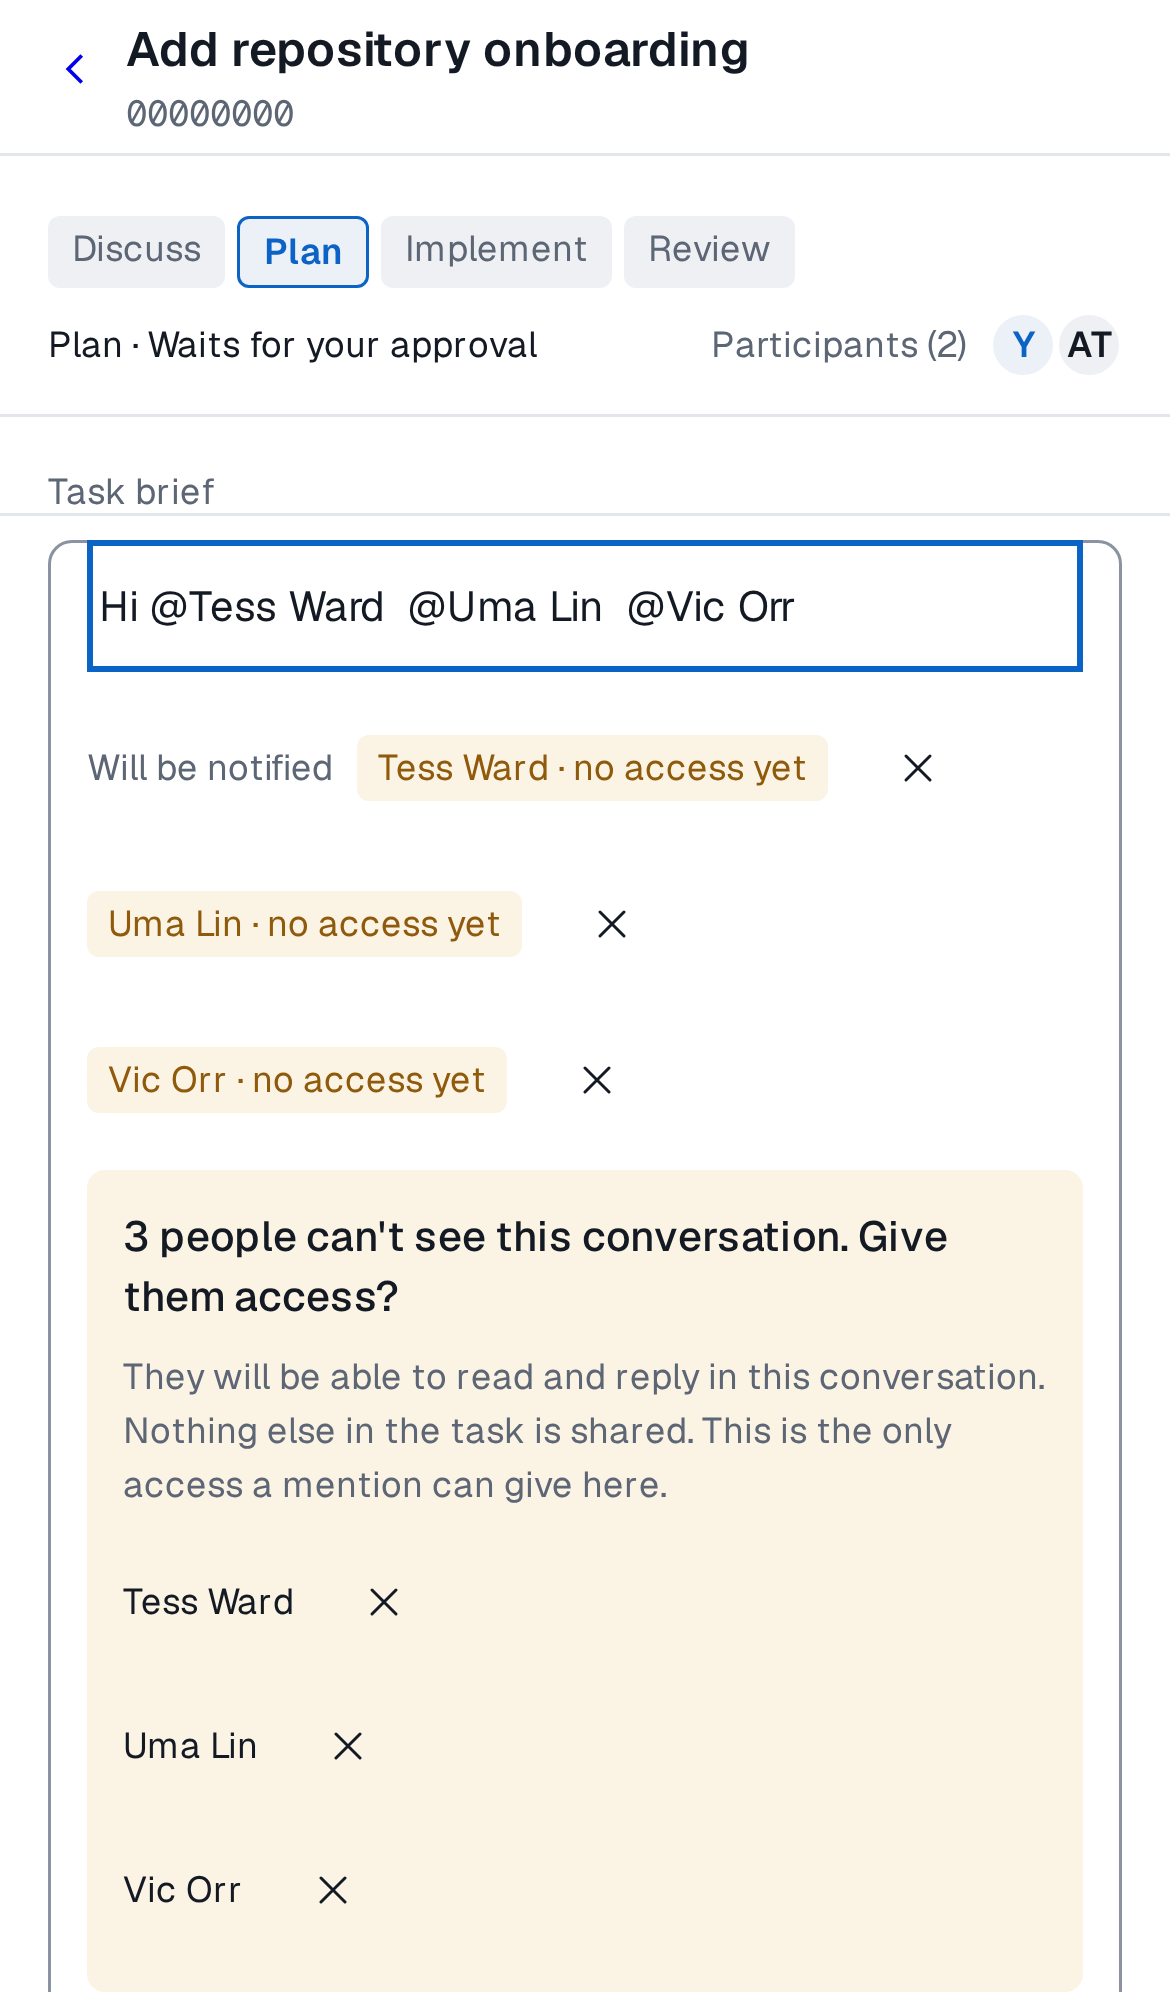 Add repository onboarding
00000000
Discuss Plan Implement Review
Plan · Waits for your approval Participants (2) Y AT
Task brief
Hi @Tess Ward @Uma Lin @Vic Orr
Will be notified Tess Ward · no access yet
Uma Lin · no access yet
Vic Orr · no access yet
3 people can't see this conversation. Give
them access?
They will be able to read and reply in this conversation.
Nothing else in the task is shared. This is the only
access a mention can give here.
Tess Ward
Uma Lin
Vic Orr